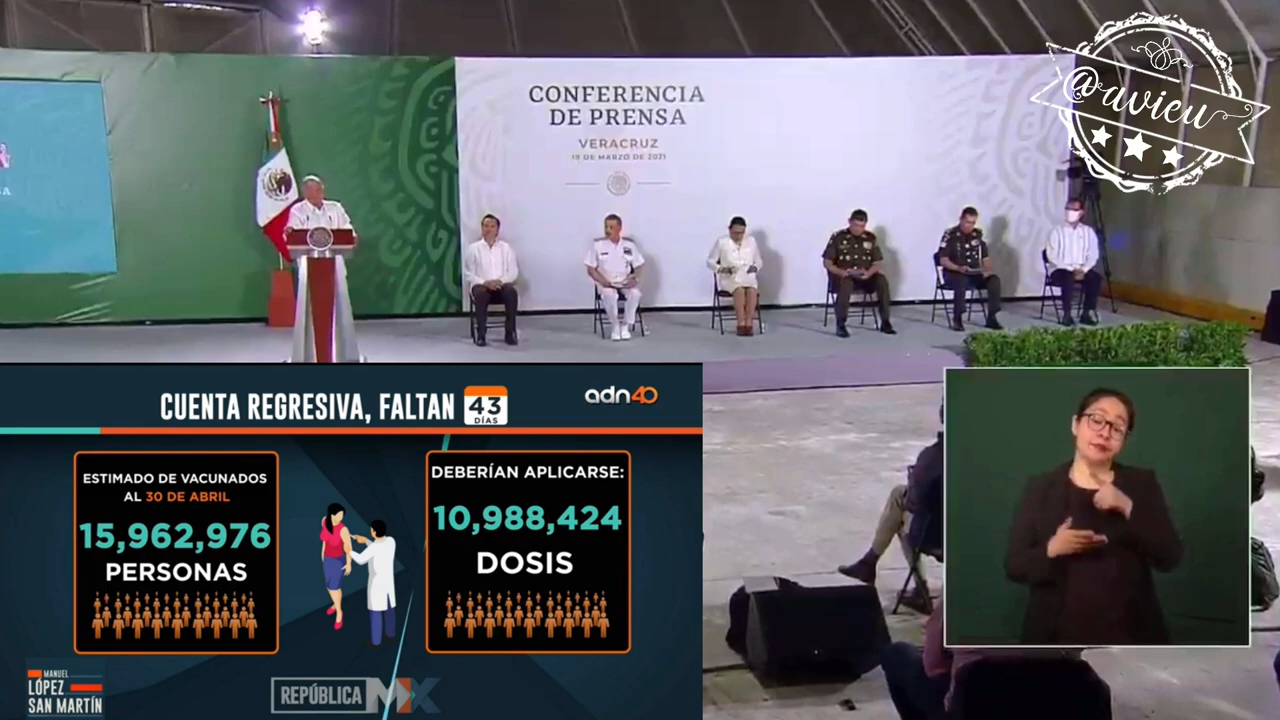 CONFERENCIA
DE PRENSA
VERACRUZ
19 DE MARZO DE 2021
@avieu
SA
CUENTA REGRESIVA, FALTAN 43 DÍAS
adn40
ESTIMADO DE VACUNADOS
AL 30 DE ABRIL
15,962,976
PERSONAS
DEBERÍAN APLICARSE:
10,988,424
DOSIS
MANUEL
LÓPEZ
SAN MARTÍN
REPÚBLICA MX